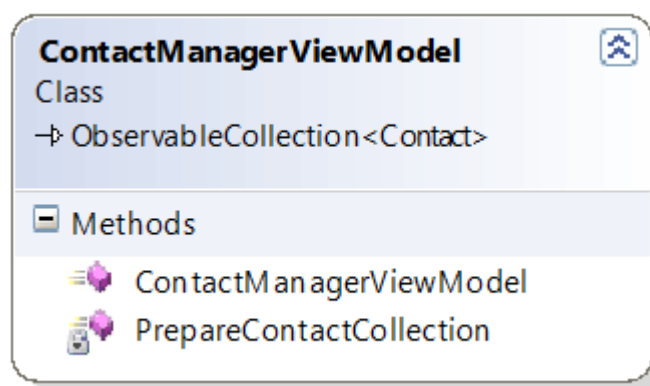 ContactManagerViewModel
Class
ObservableCollection<Contact>
Methods
ContactManagerViewModel
PrepareContactCollection